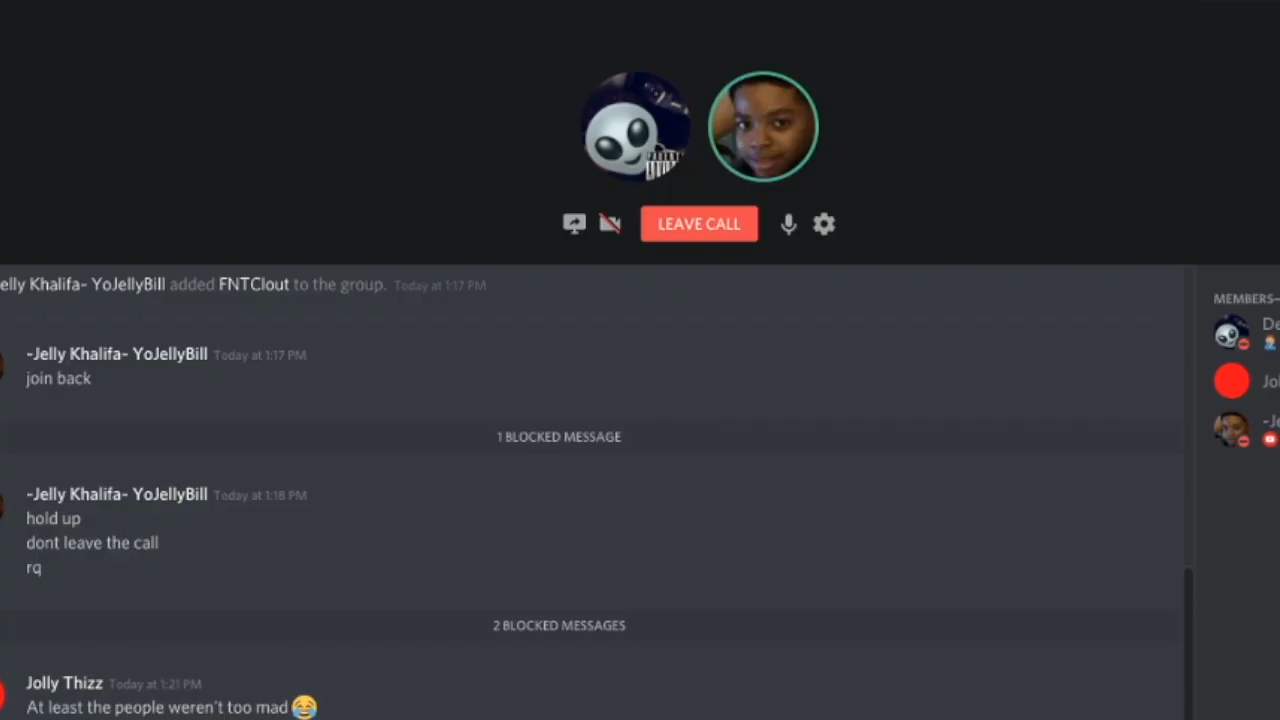 LEAVE CALL
elly Khalifa- YoJellyBill added FNTClout to the group. Today at 1:17 PM
MEMBERS—
-Jelly Khalifa- YoJellyBill Today at 1:17 PM
join back
1 BLOCKED MESSAGE
-Jelly Khalifa- YoJellyBill Today at 1:18 PM
hold up
dont leave the call
rq
2 BLOCKED MESSAGES
Jolly Thizz Today at 1:21 PM
At least the people weren't too mad 😂
De
-Je